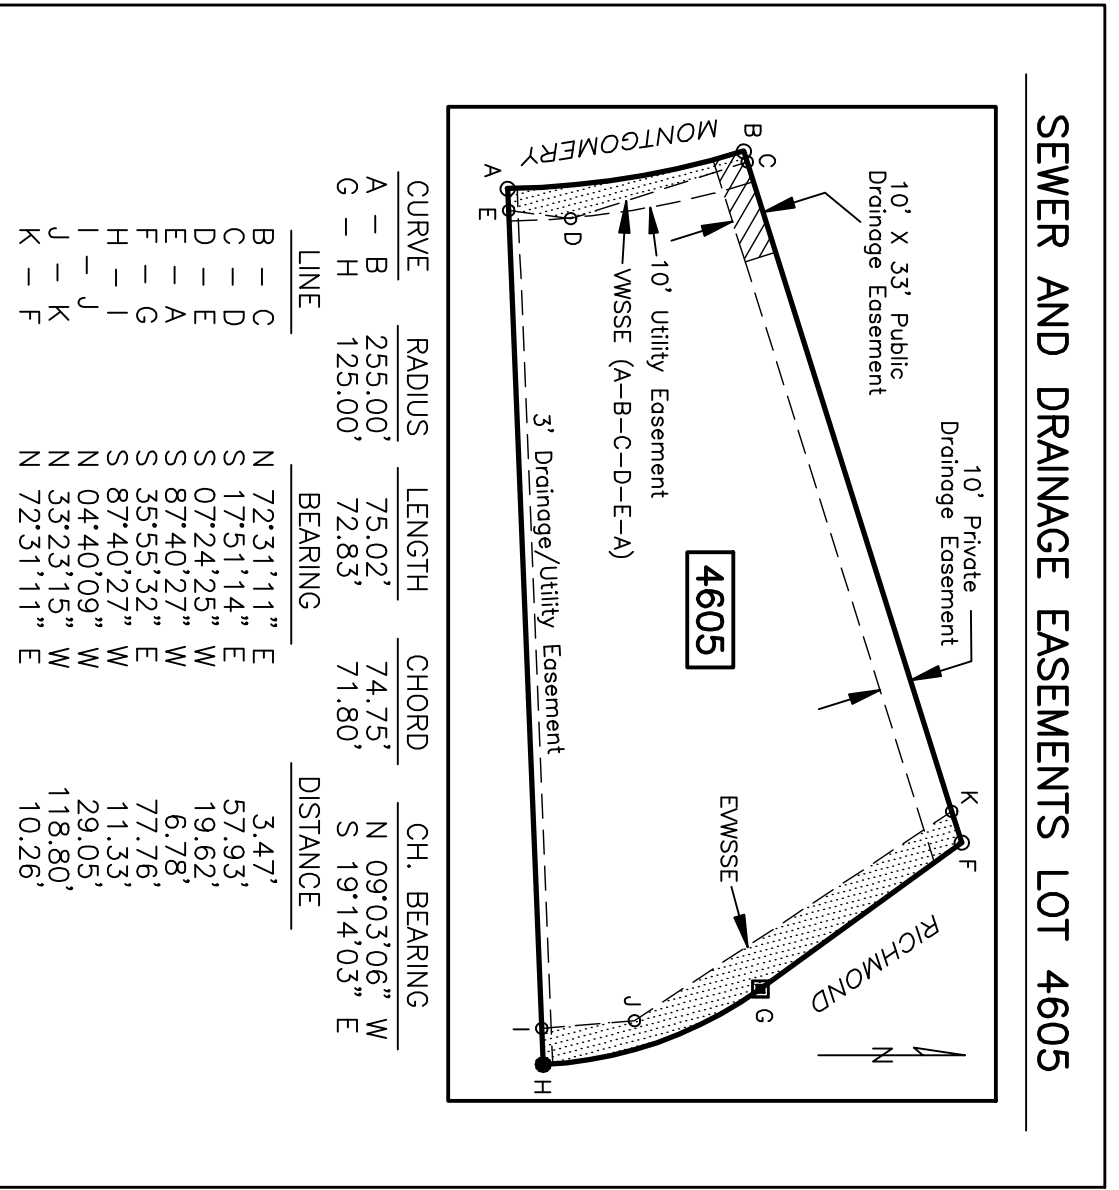 SEWER AND DRAINAGE EASEMENTS LOT 4605
10' Private
Drainage Easement
10' X 33' Public
Drainage Easement
B
C
K
F
MONTGOMERY
RICHMOND
N
10' Utility Easement
VWSSE (A-B-C-D-E-A)
4605
EVWSSE
G
D
J
A
E
3' Drainage/Utility Easement
I
H
CURVE RADIUS LENGTH CHORD CH. BEARING
A - B 255.00' 75.02' 74.75' N 09°03'06" W
G - H 125.00' 72.83' 71.80' S 19°14'03" E
LINE BEARING DISTANCE
B - C N 72°31'11" E 3.47'
C - D S 17°51'14" E 57.93'
D - E S 07°24'25" W 19.62'
E - A S 87°40'27" W 6.78'
F - G S 35°55'32" E 77.76'
H - I S 87°40'27" W 11.33'
I - J N 04°40'09" W 29.05'
J - K N 33°23'15" W 118.80'
K - F N 72°31'11" E 10.26'